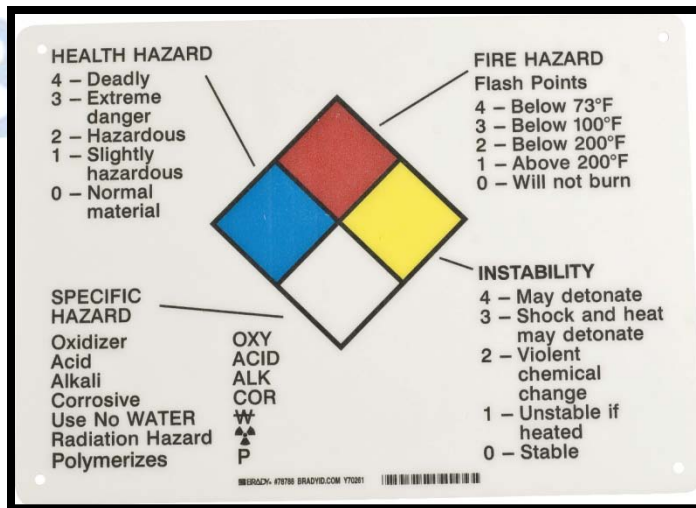 HEALTH HAZARD
4 – Deadly
3 – Extreme
danger
2 – Hazardous
1 – Slightly
hazardous
0 – Normal
material
FIRE HAZARD
Flash Points
4 – Below 73°F
3 – Below 100°F
2 – Below 200°F
1 – Above 200°F
0 – Will not burn
SPECIFIC
HAZARD
Oxidizer OXY
Acid ACID
Alkali ALK
Corrosive COR
Use No WATER W
Radiation Hazard
Polymerizes P
INSTABILITY
4 – May detonate
3 – Shock and heat
may detonate
2 – Violent
chemical
change
1 – Unstable if
heated
0 – Stable
BRADY #78788 BRADYID.COM Y70261